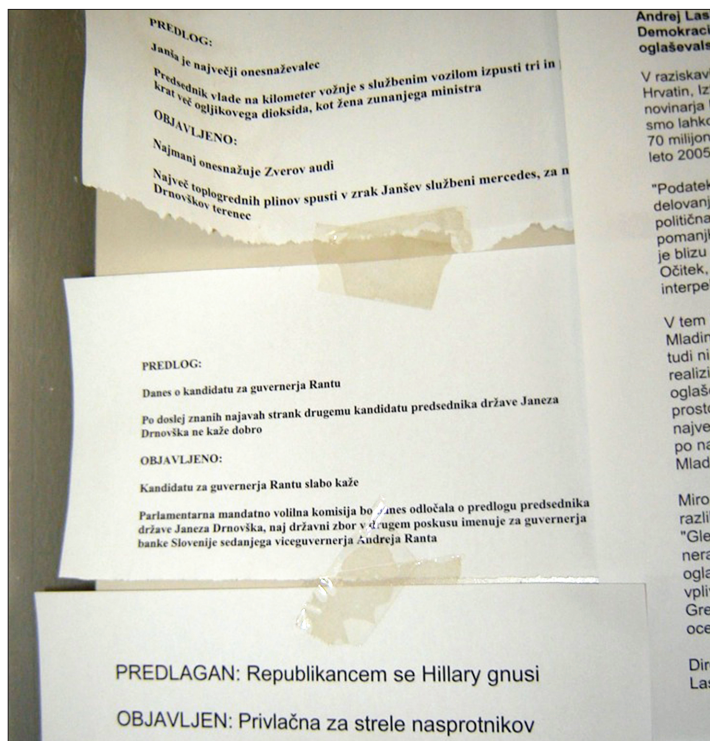 PREDLOG:
Janša je največji onesnaževalec
Predsednik vlade na kilometer vožnje s službenim vozilom izpusti tri in
krat več ogljikovega dioksida, kot žena zunanjega ministra
OBJAVLJENO:
Najmanj onesnažuje Zverov audi
Največ toplogrednih plinov spusti v zrak Janšev službeni mercedes, za n
Drnovškov terenec
PREDLOG:
Danes o kandidatu za guvernerja Rantu
Po doslej znanih najavah strank drugemu kandidatu predsednika države Janeza
Drnovška ne kaže dobro
OBJAVLJENO:
Kandidatu za guvernerja Rantu slabo kaže
Parlamentarna mandatno volilna komisija bo danes odločala o predlogu predsednika
države Janeza Drnovška, naj državni zbor v drugem poskusu imenuje za guvernerja
banke Slovenije sedanjega viceguvernerja Andreja Ranta
PREDLAGAN: Republikancem se Hillary gnusi
OBJAVLJEN: Privlačna za strele nasprotnikov
Andrej Las
Demokraci
oglaševals
V raziskav
Hrvatin, Iz
novinarja
smo lahko
70 milijon
leto 2005
"Podatek
delovanj
politična
pomanjk
je blizu
Očitek,
interpe
V tem
Mladin
tudi ni
realizi
oglaše
prosto
najve
po na
Mlad
Miro
razli
"Gle
nera
ogla
vpli
Gre
oce
Dir
Las